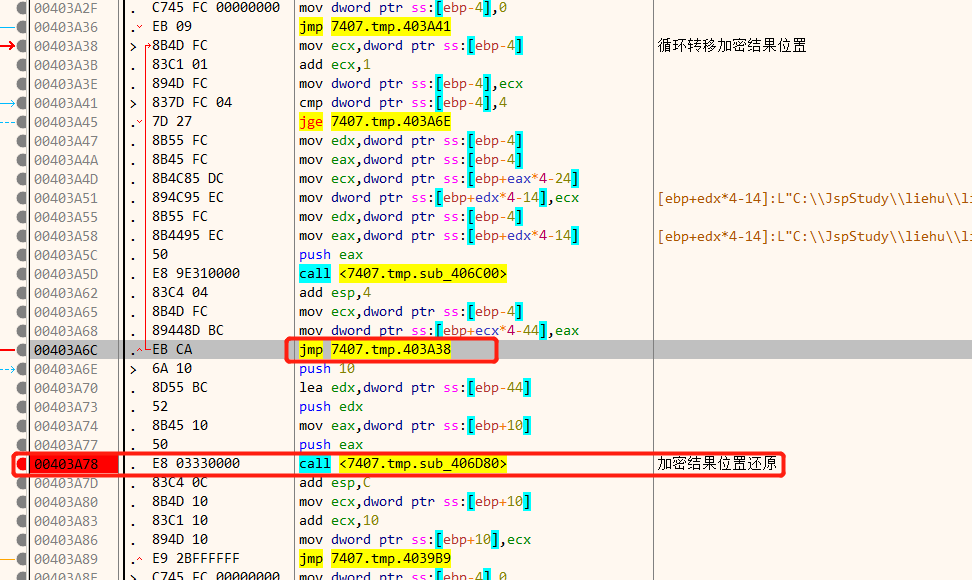 00403A2F . C745 FC 00000000 mov dword ptr ss:[ebp-4],0
00403A36 . EB 09 jmp 7407.tmp.403A41
00403A38 > 8B4D FC mov ecx,dword ptr ss:[ebp-4] 循环转移加密结果位置
00403A3B . 83C1 01 add ecx,1
00403A3E . 894D FC mov dword ptr ss:[ebp-4],ecx
00403A41 > 837D FC 04 cmp dword ptr ss:[ebp-4],4
00403A45 . 7D 27 jge 7407.tmp.403A6E
00403A47 . 8B55 FC mov edx,dword ptr ss:[ebp-4]
00403A4A . 8B45 FC mov eax,dword ptr ss:[ebp-4]
00403A4D . 8B4C85 DC mov ecx,dword ptr ss:[ebp+eax*4-24]
00403A51 . 894C95 EC mov dword ptr ss:[ebp+edx*4-14],ecx [ebp+edx*4-14]:L"C:\\JspStudy\\liehu\\li
00403A55 . 8B55 FC mov edx,dword ptr ss:[ebp-4]
00403A58 . 8B4495 EC mov eax,dword ptr ss:[ebp+edx*4-14] [ebp+edx*4-14]:L"C:\\JspStudy\\liehu\\li
00403A5C . 50 push eax
00403A5D . E8 9E310000 call <7407.tmp.sub_406C00>
00403A62 . 83C4 04 add esp,4
00403A65 . 8B4D FC mov ecx,dword ptr ss:[ebp-4]
00403A68 . 89448D BC mov dword ptr ss:[ebp+ecx*4-44],eax
00403A6C . EB CA jmp 7407.tmp.403A38
00403A6E > 6A 10 push 10
00403A70 . 8D55 BC lea edx,dword ptr ss:[ebp-44]
00403A73 . 52 push edx
00403A74 . 8B45 10 mov eax,dword ptr ss:[ebp+10]
00403A77 . 50 push eax
00403A78 . E8 03330000 call <7407.tmp.sub_406D80> 加密结果位置还原
00403A7D . 83C4 0C add esp,C
00403A80 . 8B4D 10 mov ecx,dword ptr ss:[ebp+10]
00403A83 . 83C1 10 add ecx,10
00403A86 . 894D 10 mov dword ptr ss:[ebp+10],ecx
00403A89 . E9 2BFFFFFF jmp 7407.tmp.4039B9
00403A8E > C745 FC 00000000 mov dword ptr ss:[ebp-4],0